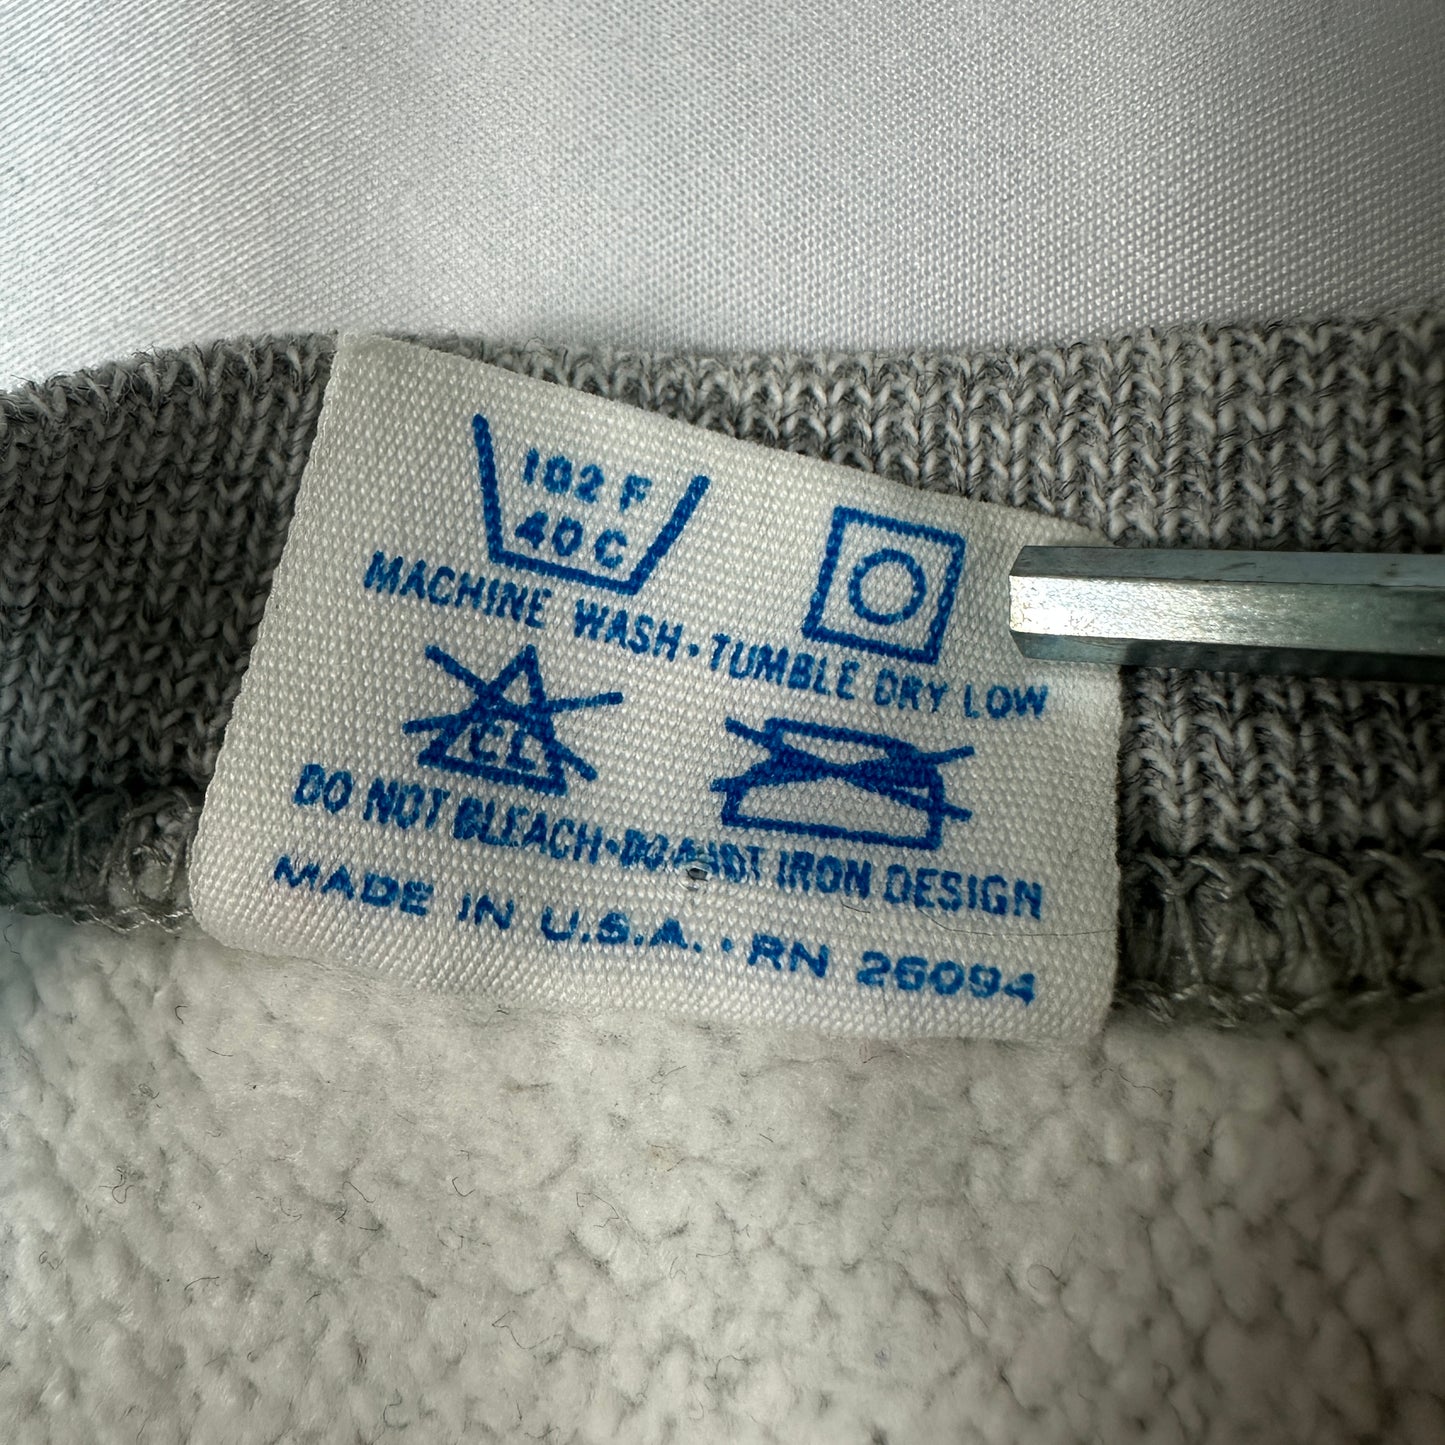 102 F
40 C
MACHINE WASH · TUMBLE DRY LOW
CL
DO NOT BLEACH · DO NOT IRON DESIGN
MADE IN U.S.A. · RN 26094